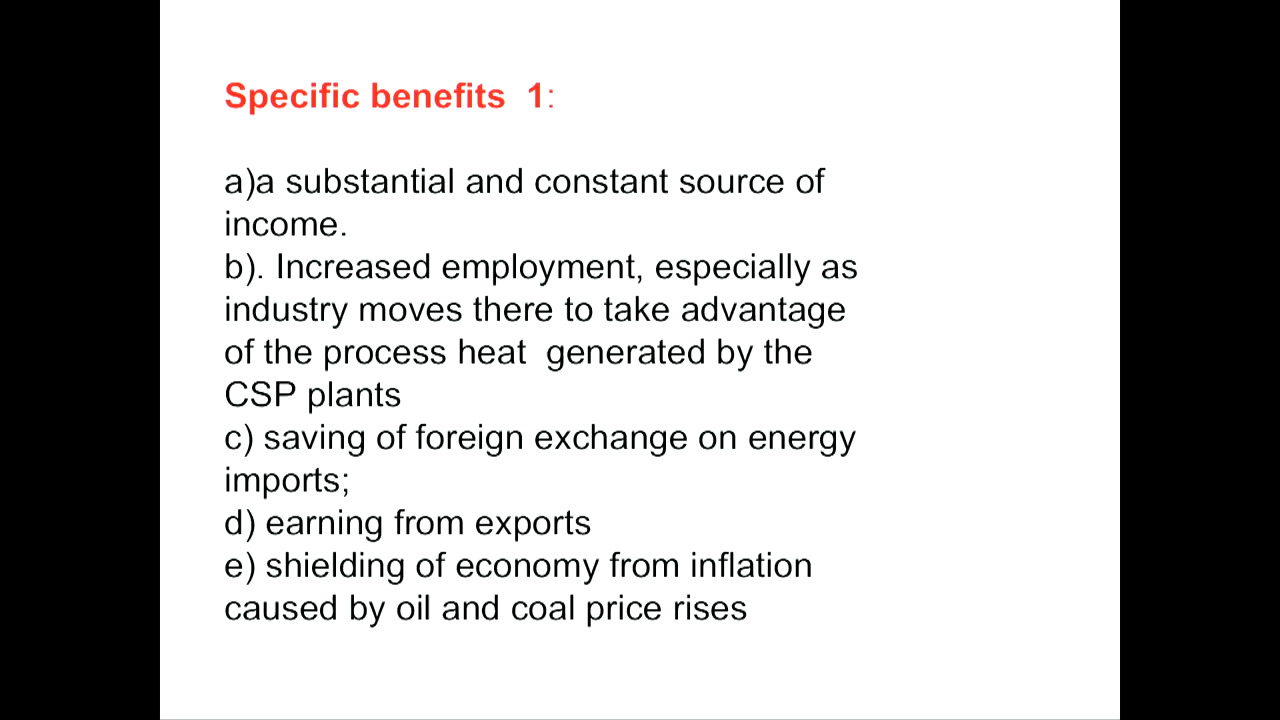 Specific benefits  1:
a)a substantial and constant source of
income.
b). Increased employment, especially as
industry moves there to take advantage
of the process heat  generated by the
CSP plants
c) saving of foreign exchange on energy
imports;
d) earning from exports
e) shielding of economy from inflation
caused by oil and coal price rises